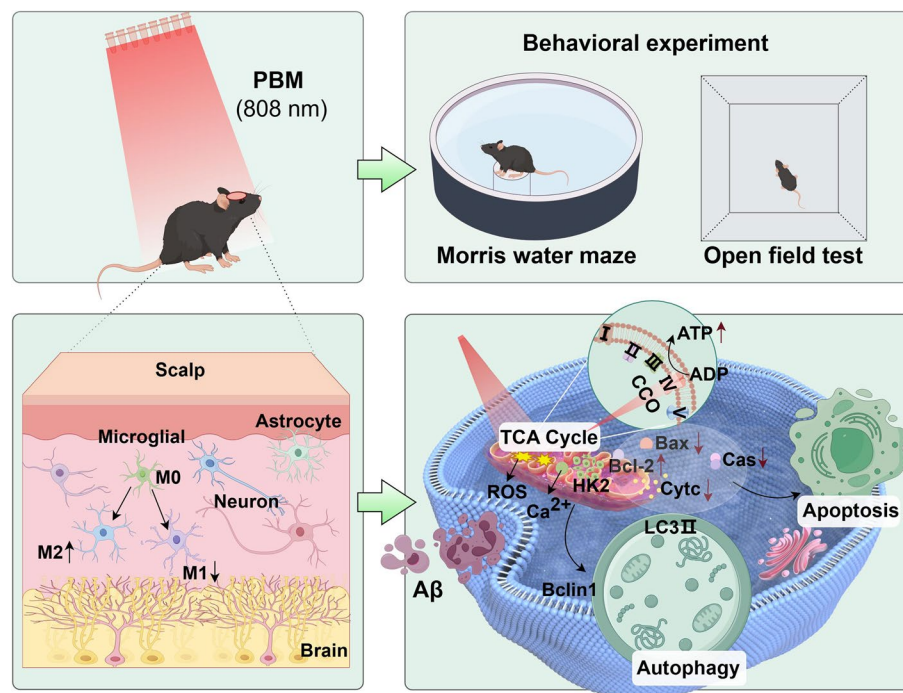 PBM
(808 nm)
Behavioral experiment
Morris water maze
Open field test
Scalp
Astrocyte
Microglial
M0
Neuron
M2↑
M1↓
Brain
I
II
III
IV
V
CCO
ATP↑
ADP
TCA Cycle
Bax↓
Bcl-2↑
Cas↓
HK2
Cytc↓
ROS
Ca2+
Apoptosis
LC3II
Aβ
Bclin1
Autophagy